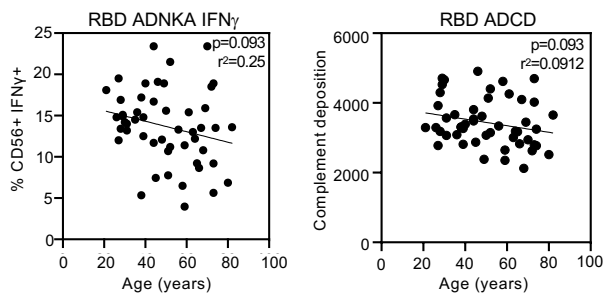 RBD ADNKA IFNγ
p=0.093
r²=0.25
% CD56+ IFNγ+
25
20
15
10
5
0
0 20 40 60 80 100
Age (years)
RBD ADCD
p=0.093
r²=0.0912
Complement deposition
6000
4000
2000
0
0 20 40 60 80 100
Age (years)